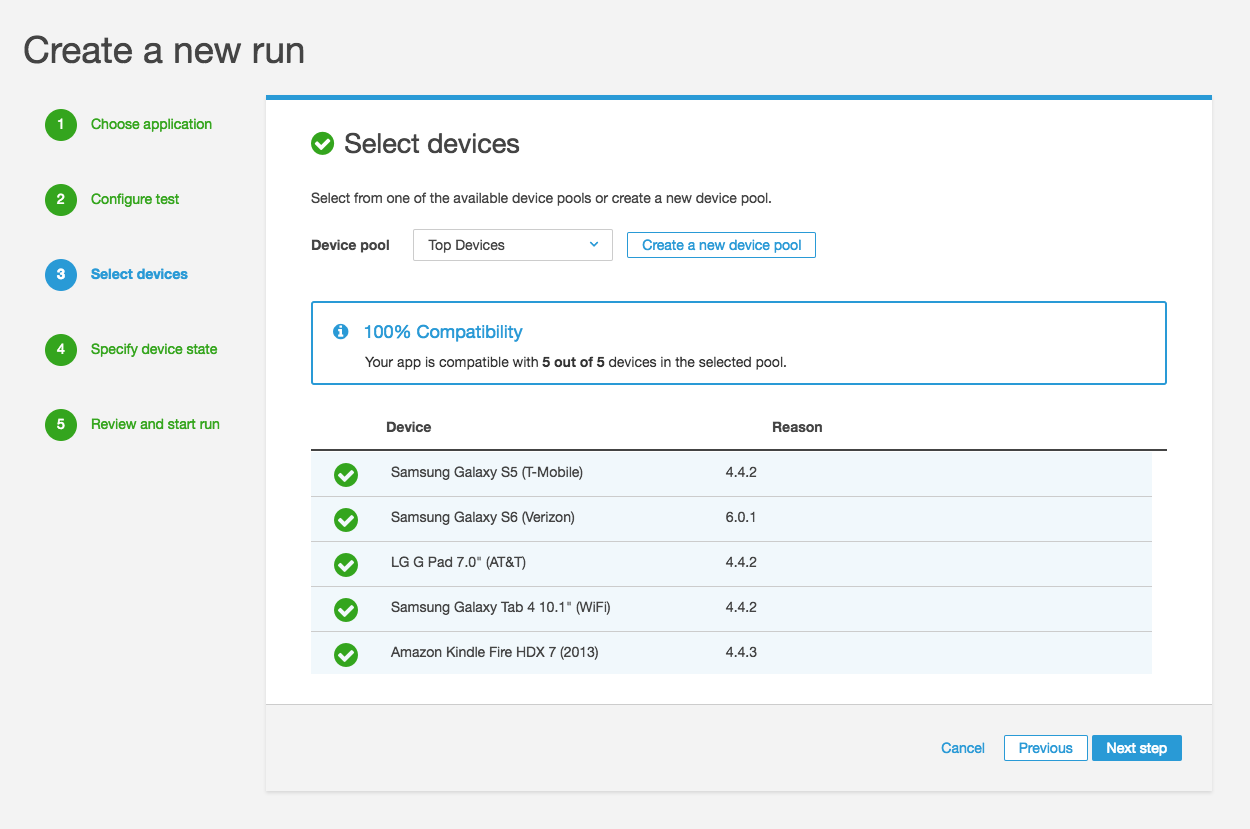 Create a new run
1 Choose application
2 Configure test
3 Select devices
4 Specify device state
5 Review and start run
Select devices
Select from one of the available device pools or create a new device pool.
Device pool Top Devices Create a new device pool
100% Compatibility
Your app is compatible with 5 out of 5 devices in the selected pool.
Device Reason
Samsung Galaxy S5 (T-Mobile) 4.4.2
Samsung Galaxy S6 (Verizon) 6.0.1
LG G Pad 7.0" (AT&T) 4.4.2
Samsung Galaxy Tab 4 10.1" (WiFi) 4.4.2
Amazon Kindle Fire HDX 7 (2013) 4.4.3
Cancel Previous Next step